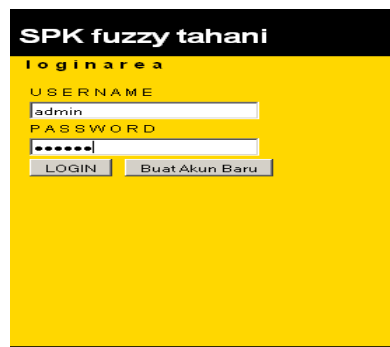 SPK fuzzy tahani
loginarea
USERNAME
admin
PASSWORD
••••••
LOGIN Buat Akun Baru